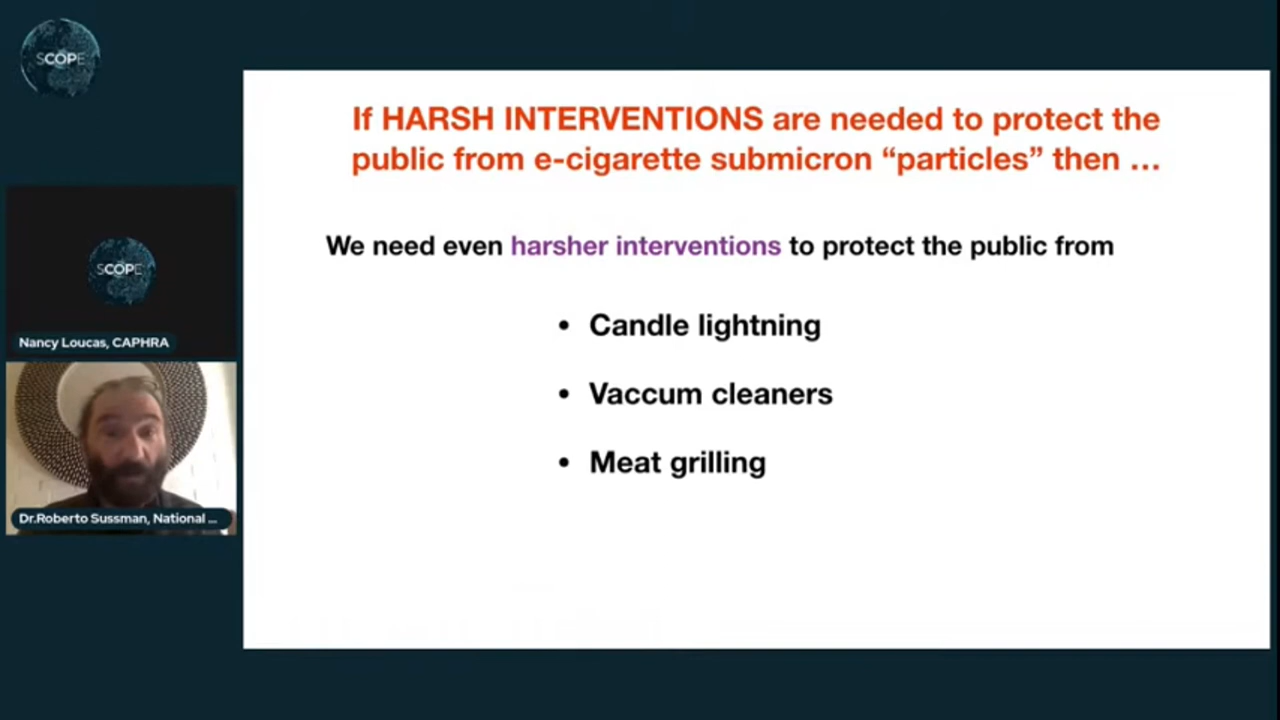 SCOPE
If HARSH INTERVENTIONS are needed to protect the
public from e-cigarette submicron “particles” then …
We need even harsher interventions to protect the public from
• Candle lightning
• Vaccum cleaners
• Meat grilling
SCOPE
Nancy Loucas, CAPHRA
Dr.Roberto Sussman, National ...